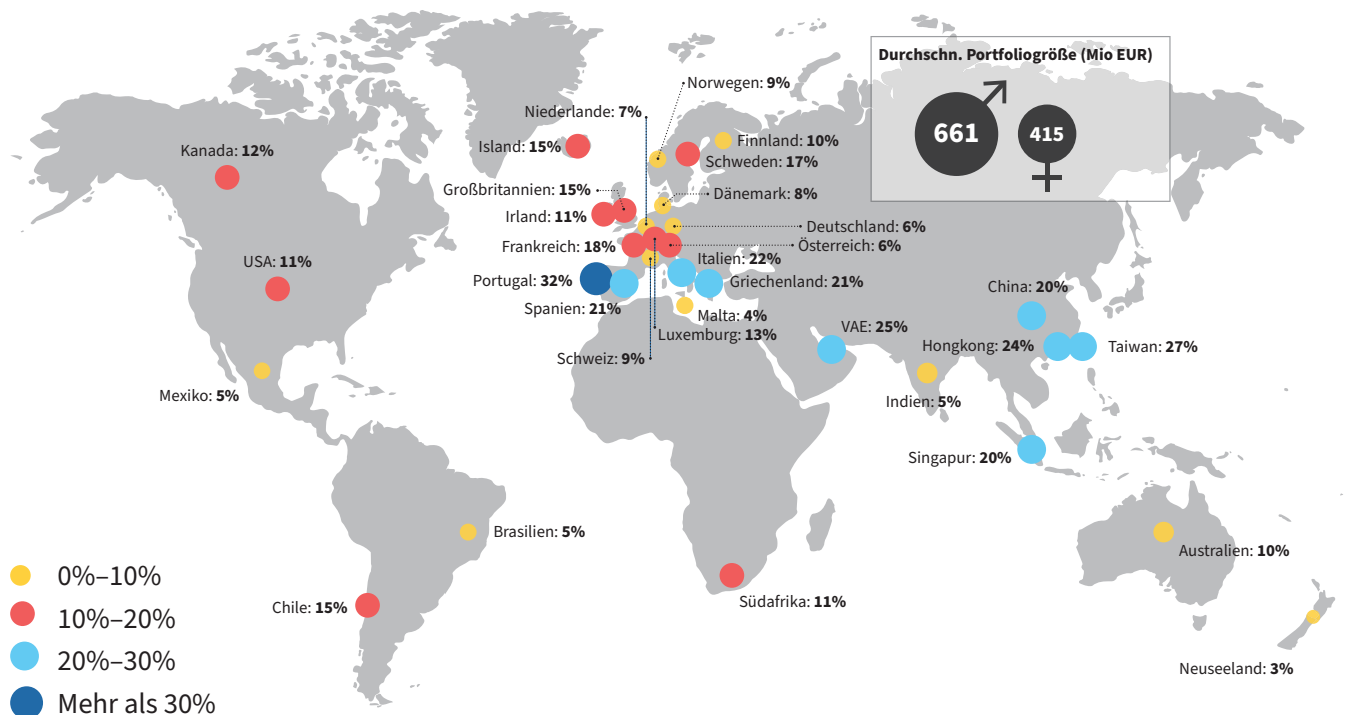 Durchschn. Portfoliogröße (Mio EUR)
661
415
Norwegen: 9%
Niederlande: 7%
Finnland: 10%
Island: 15%
Schweden: 17%
Kanada: 12%
Großbritannien: 15%
Dänemark: 8%
Irland: 11%
Deutschland: 6%
Frankreich: 18%
Österreich: 6%
USA: 11%
Italien: 22%
Portugal: 32%
Griechenland: 21%
China: 20%
Spanien: 21%
Malta: 4%
VAE: 25%
Luxemburg: 13%
Hongkong: 24%
Taiwan: 27%
Schweiz: 9%
Mexiko: 5%
Indien: 5%
Singapur: 20%
Brasilien: 5%
Australien: 10%
0%–10%
Chile: 15%
Südafrika: 11%
10%–20%
20%–30%
Neuseeland: 3%
Mehr als 30%